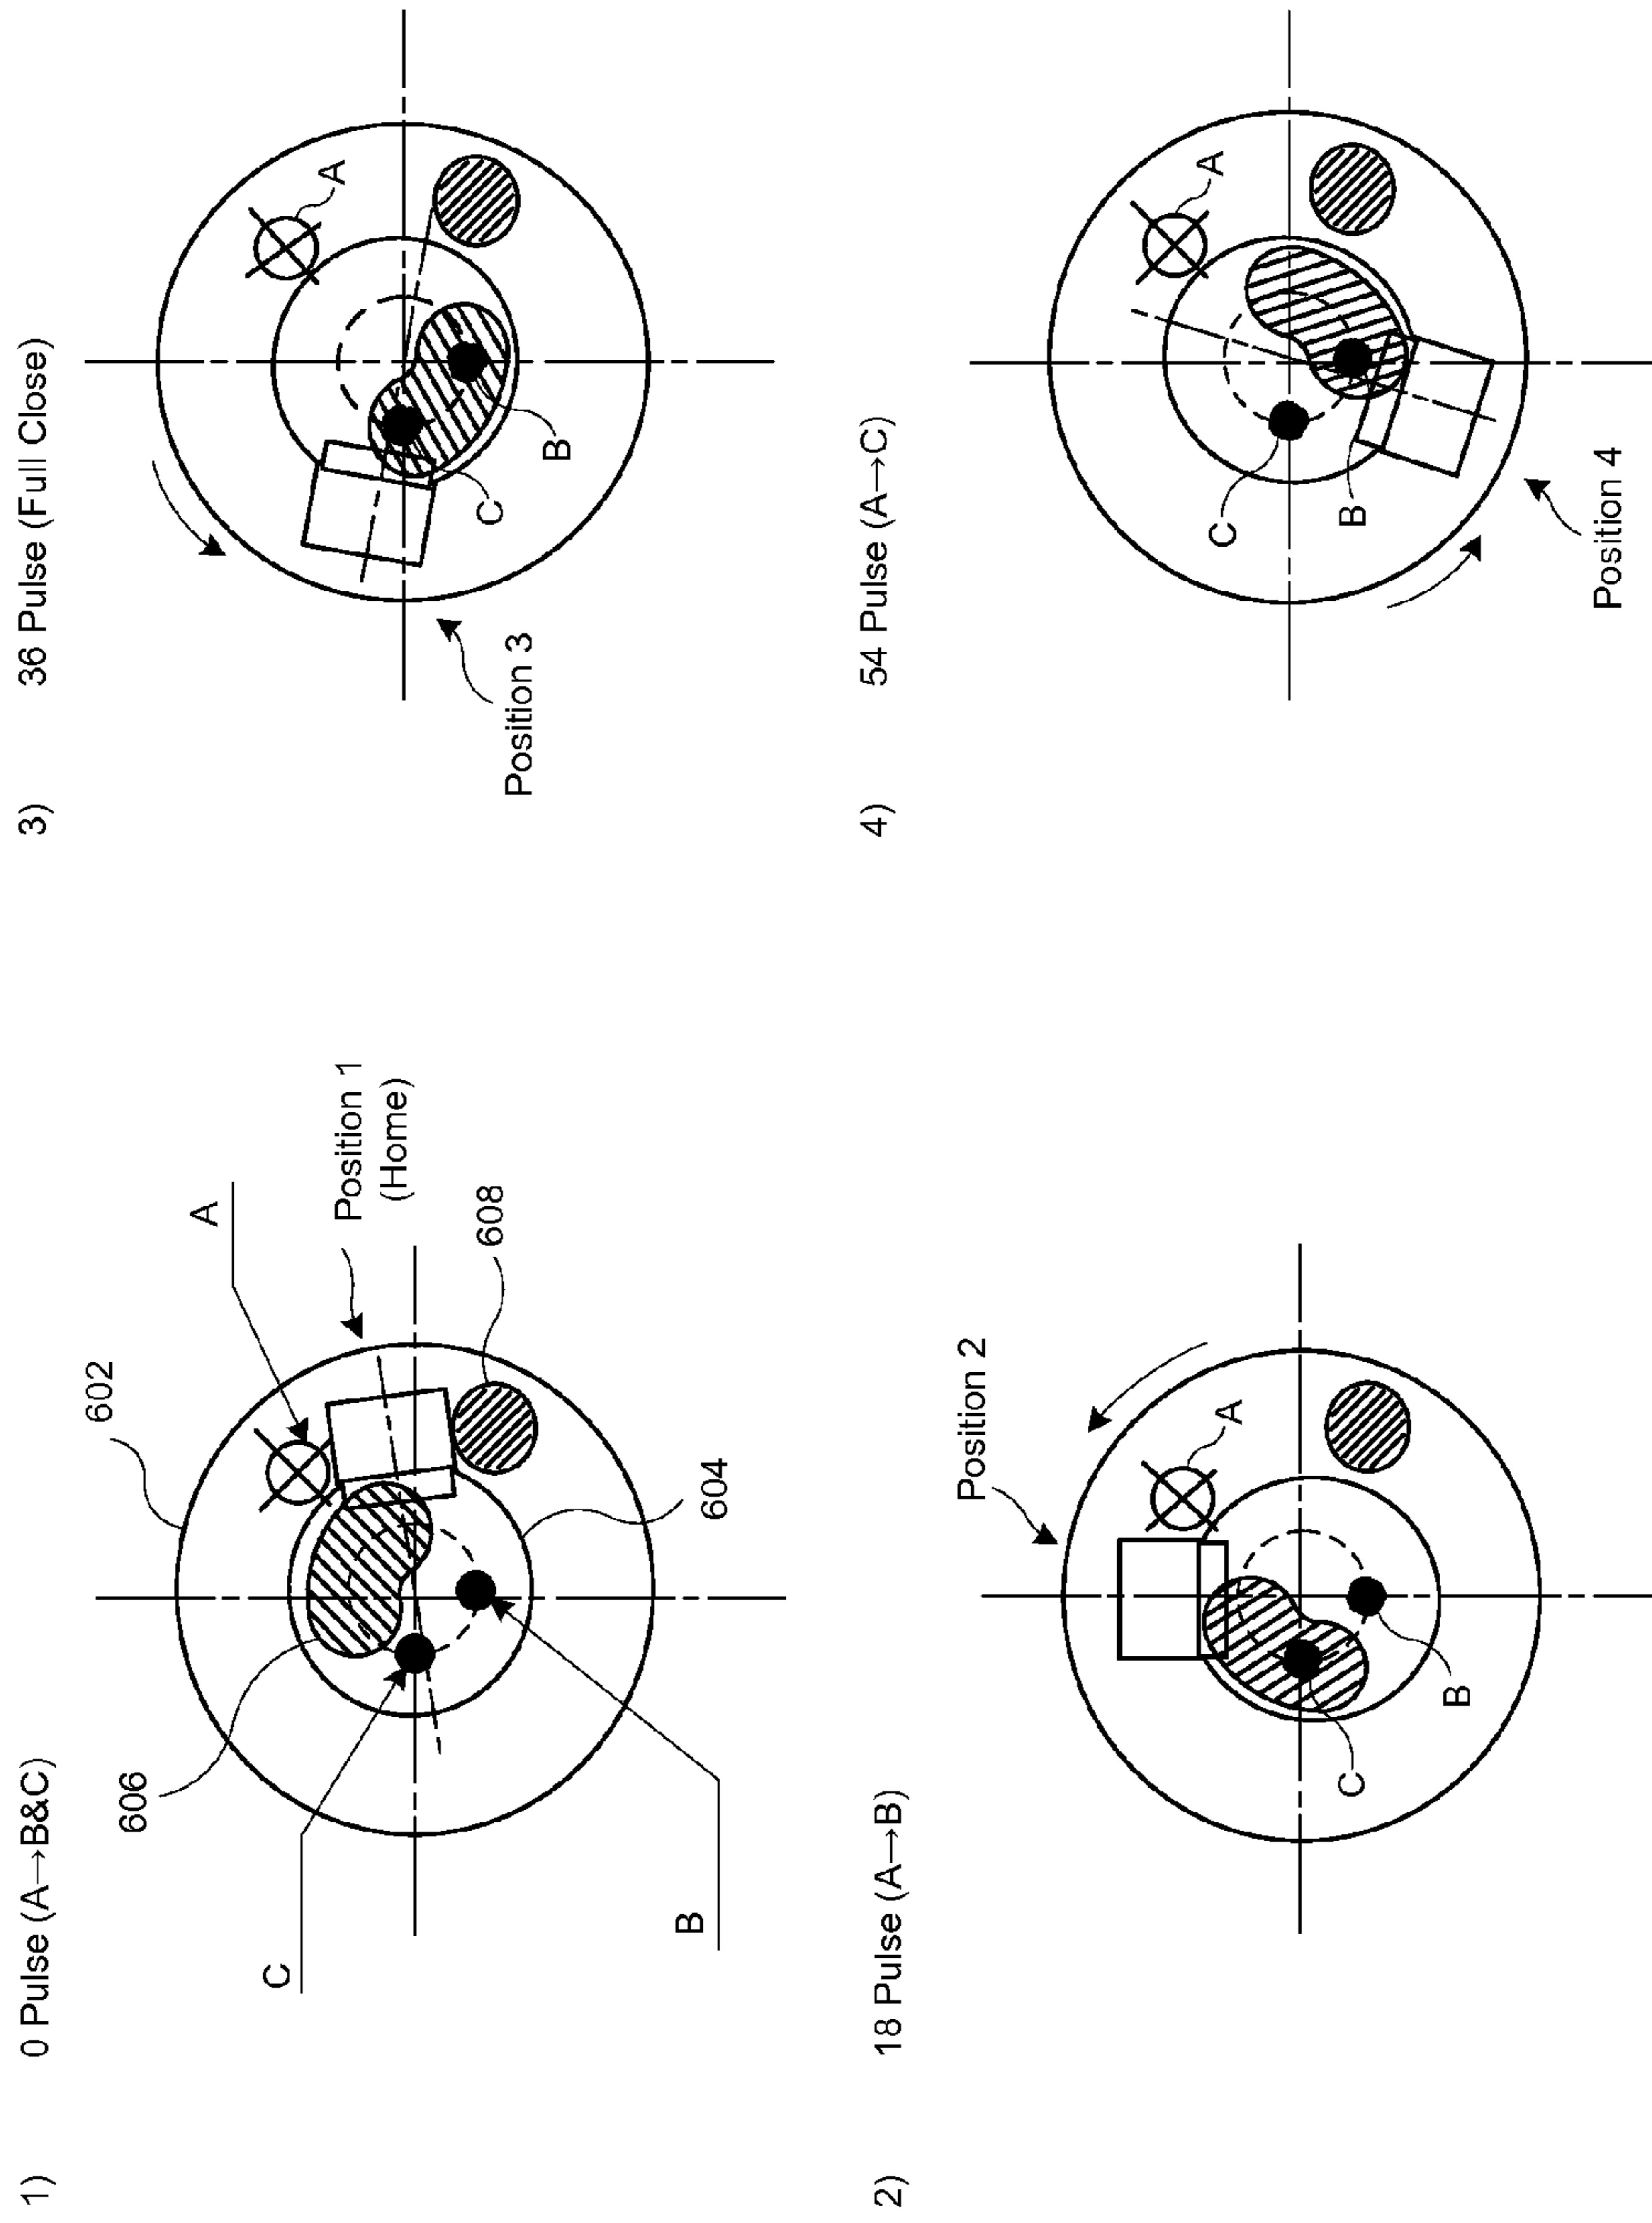 1)
0 Pulse (A→B&C)
602
606
A
Position 1
(Home)
608
604
C
B
2)
18 Pulse (A→B)
Position 2
A
B
C
3)
36 Pulse (Full Close)
A
B
C
Position 3
4)
54 Pulse (A→C)
A
C
B
Position 4